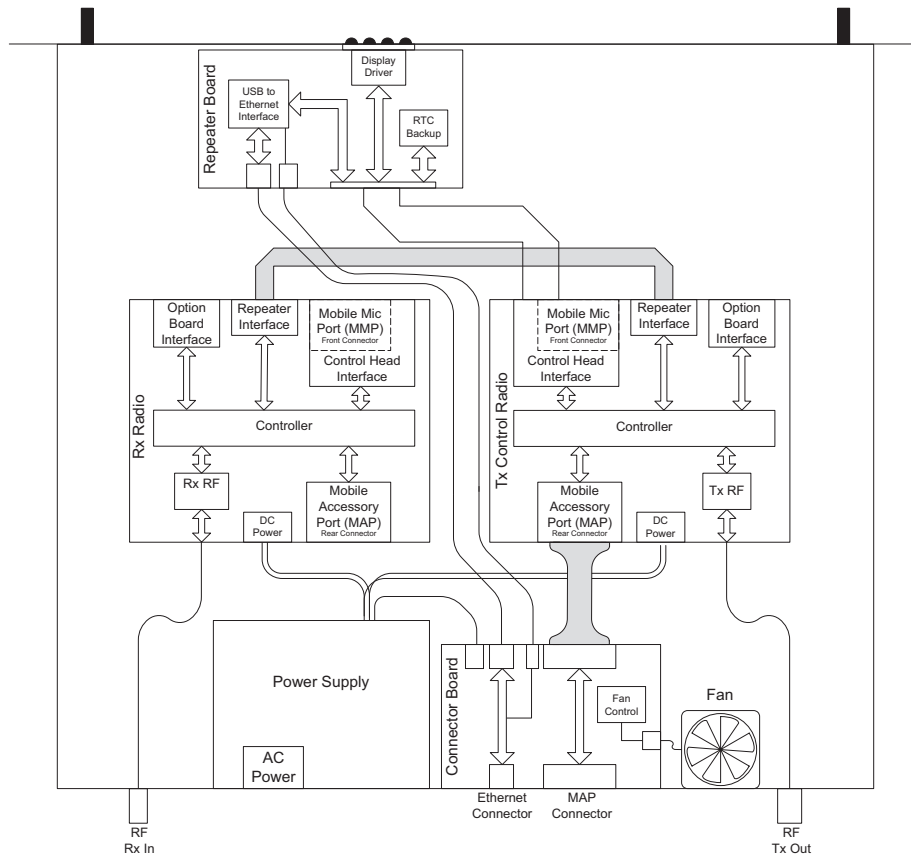 Repeater Board
Display
Driver
USB to
Ethernet
Interface
RTC
Backup
Rx Radio
Option
Board
Interface
Repeater
Interface
Mobile Mic
Port (MMP)
Front Connector
Control Head
Interface
Controller
Rx RF
Mobile
Accessory
Port (MAP)
Rear Connector
DC
Power
Tx Control Radio
Mobile Mic
Port (MMP)
Front Connector
Control Head
Interface
Repeater
Interface
Option
Board
Interface
Controller
Mobile
Accessory
Port (MAP)
Rear Connector
DC
Power
Tx RF
Power Supply
AC
Power
Connector Board
Fan
Control
Fan
Ethernet
Connector
MAP
Connector
RF
Rx In
RF
Tx Out